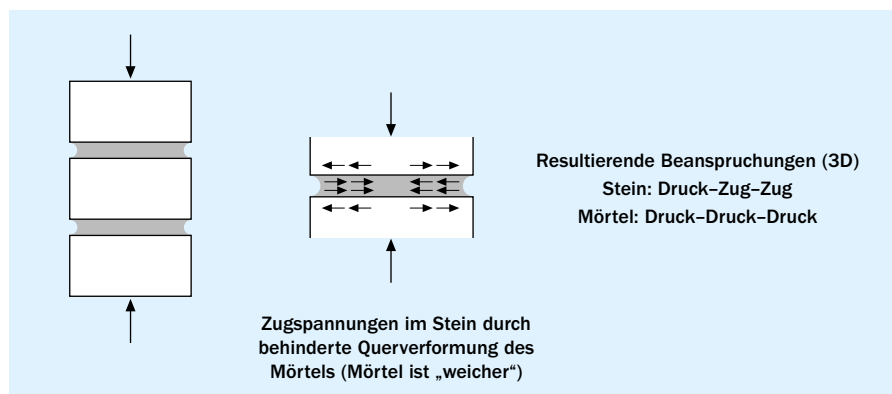 Zugspannungen im Stein durch
behinderte Querverformung des
Mörtels (Mörtel ist „weicher“)
Resultierende Beanspruchungen (3D)
Stein: Druck–Zug–Zug
Mörtel: Druck–Druck–Druck